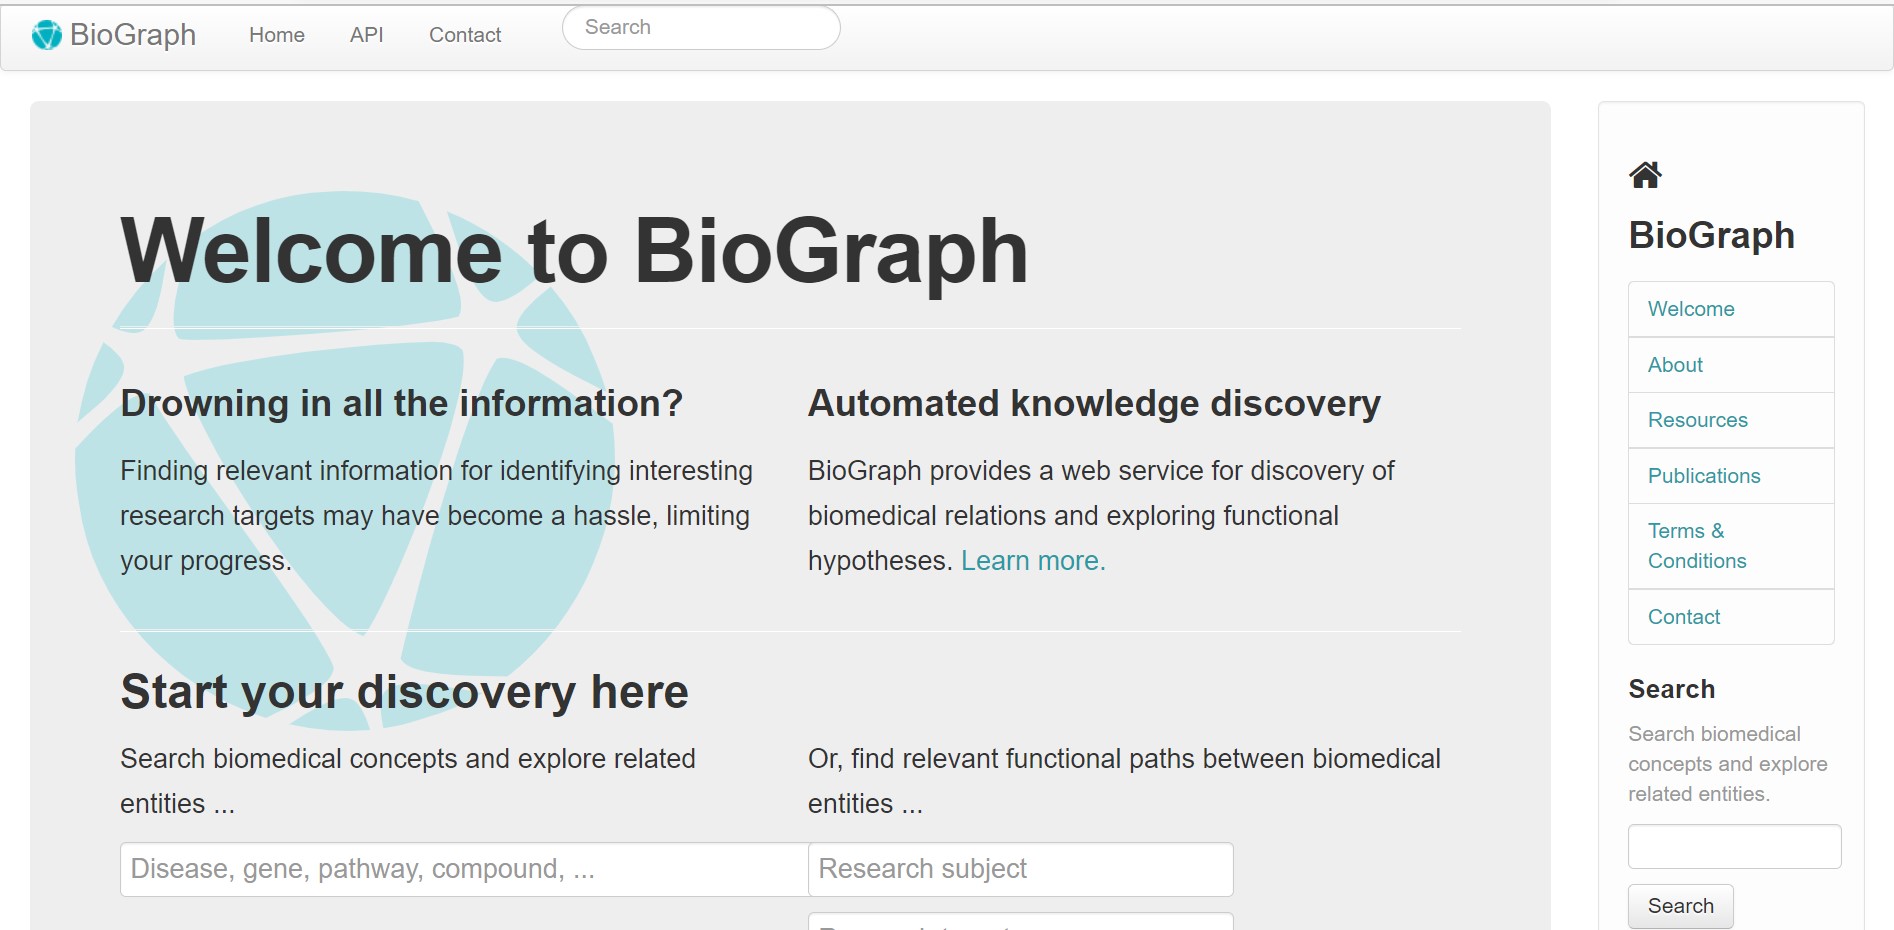 BioGraph
Home
API
Contact
Search
Welcome to BioGraph
Drowning in all the information?
Finding relevant information for identifying interesting
research targets may have become a hassle, limiting
your progress.
Automated knowledge discovery
BioGraph provides a web service for discovery of
biomedical relations and exploring functional
hypotheses. Learn more.
Start your discovery here
Search biomedical concepts and explore related
entities ...
Disease, gene, pathway, compound, ...
Or, find relevant functional paths between biomedical
entities ...
Research subject
BioGraph
Welcome
About
Resources
Publications
Terms &
Conditions
Contact
Search
Search biomedical
concepts and explore
related entities.
Search